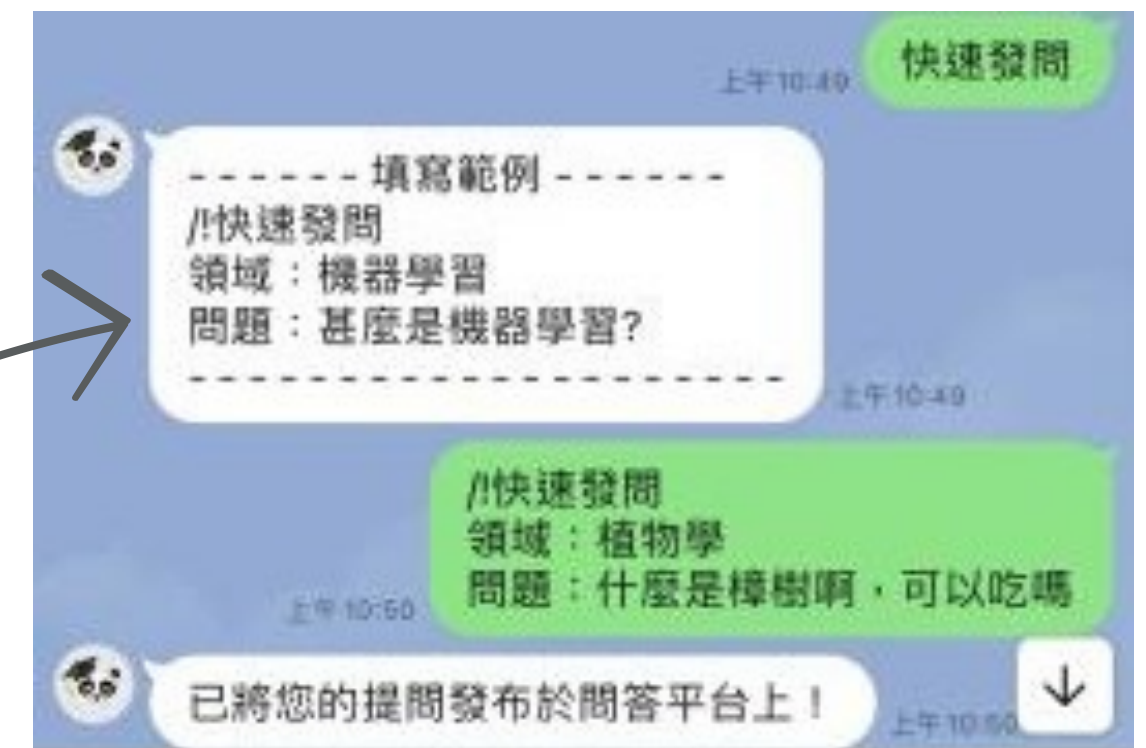 快速發問
上午10:49
------填寫範例------
/!快速發問
領域：機器學習
問題：甚麼是機器學習?
--------------------
上午10:49
/!快速發問
領域：植物學
問題：什麼是樟樹啊，可以吃嗎
上午10:50
已將您的提問發布於問答平台上！
上午10:50